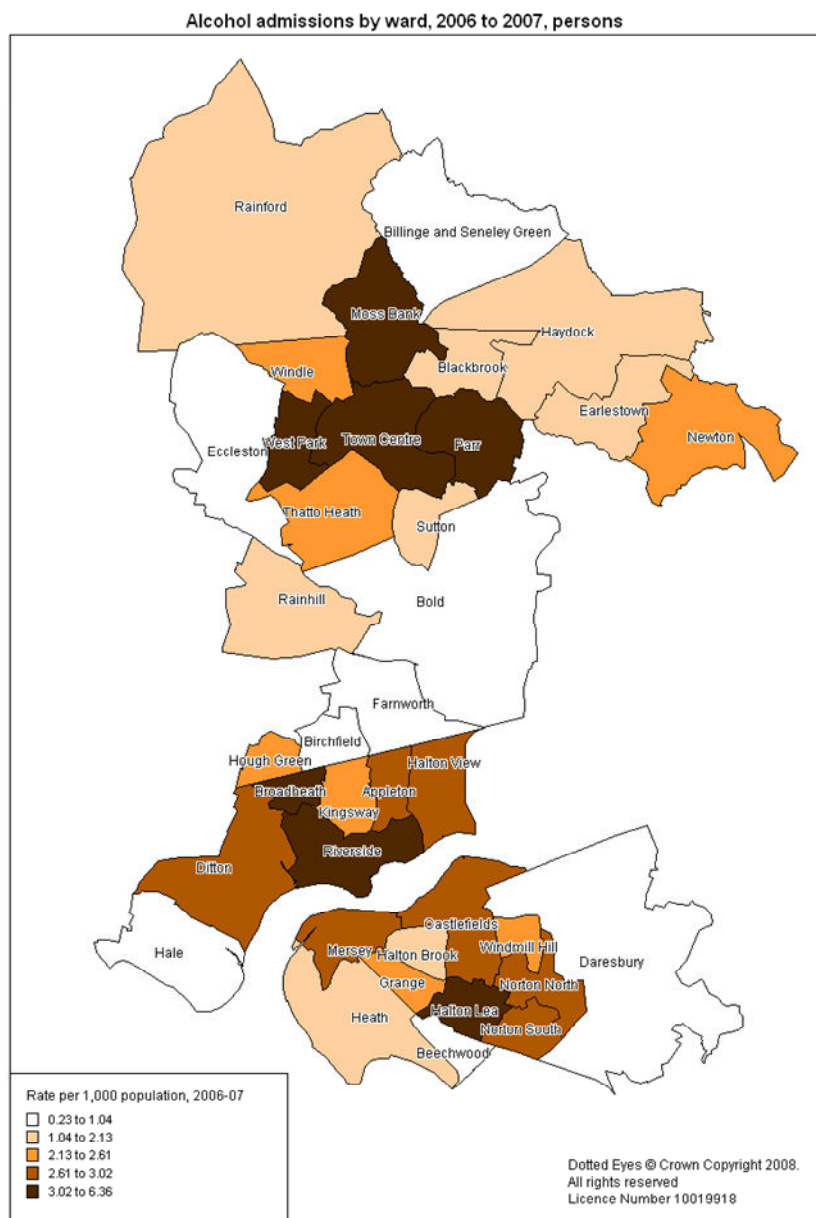 Alcohol admissions by ward, 2006 to 2007, persons
Rainford
Billinge and Seneley Green
Moss Bank
Haydock
Blackbrook
Windle
Earlestown
Newton
West Park
Town Centre
Parr
Eccleston
Thatto Heath
Sutton
Rainhill
Bold
Farnworth
Birchfield
Hough Green
Halton View
Broadheath
Appleton
Kingsway
Riverside
Ditton
Castlefields
Windmill Hill
Hale
Mersey
Halton Brook
Daresbury
Grange
Norton North
Halton Lea
Heath
Norton South
Beechwood
Rate per 1,000 population, 2006-07
0.23 to 1.04
1.04 to 2.13
2.13 to 2.61
2.61 to 3.02
3.02 to 6.36
Dotted Eyes © Crown Copyright 2008.
All rights reserved
Licence Number 10019918